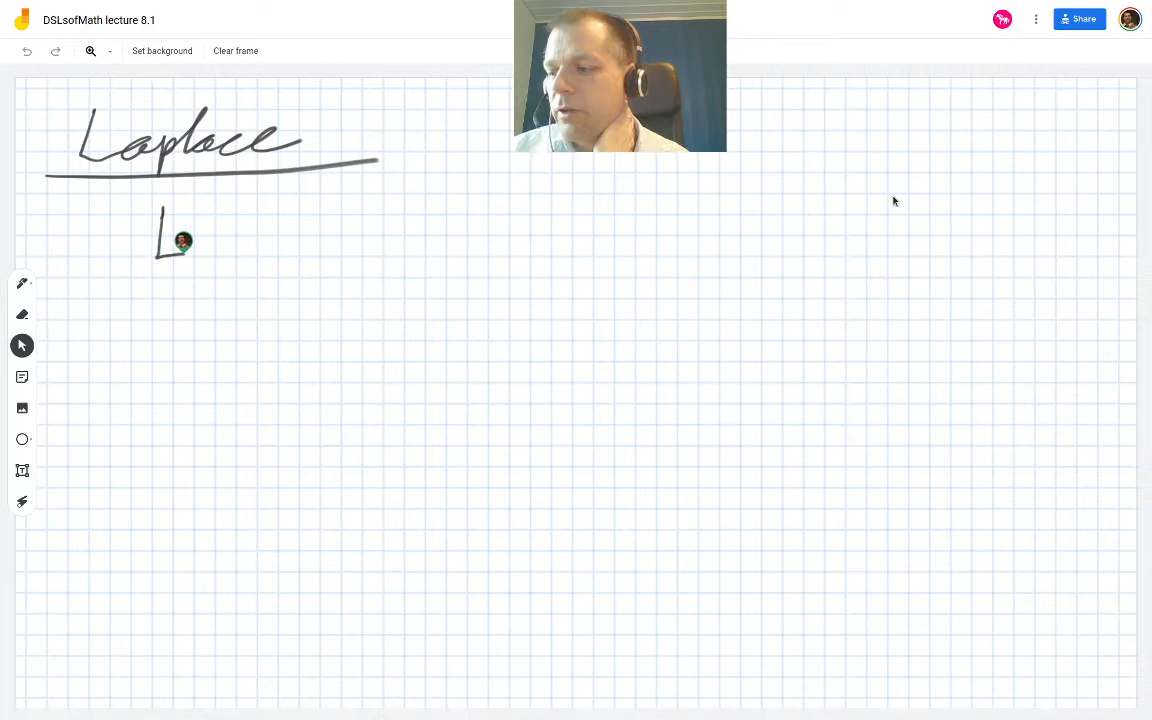 DSLsofMath lecture 8.1
Share
Set background
Clear frame
Laplace
L